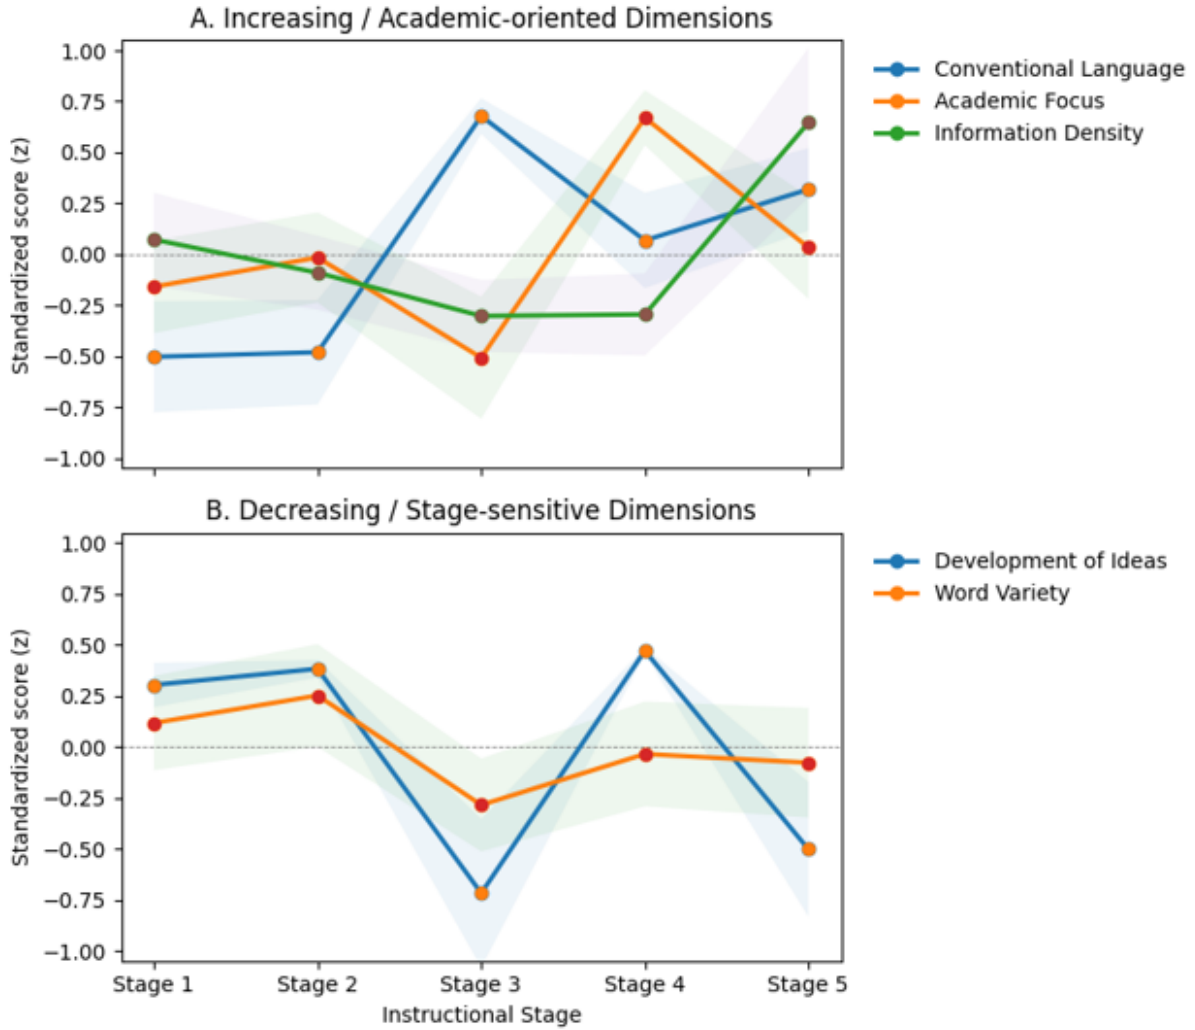 A. Increasing / Academic-oriented Dimensions
1.00
0.75
0.50
0.25
0.00
−0.25
−0.50
−0.75
−1.00
Standardized score (z)
Conventional Language
Academic Focus
Information Density
B. Decreasing / Stage-sensitive Dimensions
1.00
0.75
0.50
0.25
0.00
−0.25
−0.50
−0.75
−1.00
Standardized score (z)
Development of Ideas
Word Variety
Stage 1 Stage 2 Stage 3 Stage 4 Stage 5
Instructional Stage